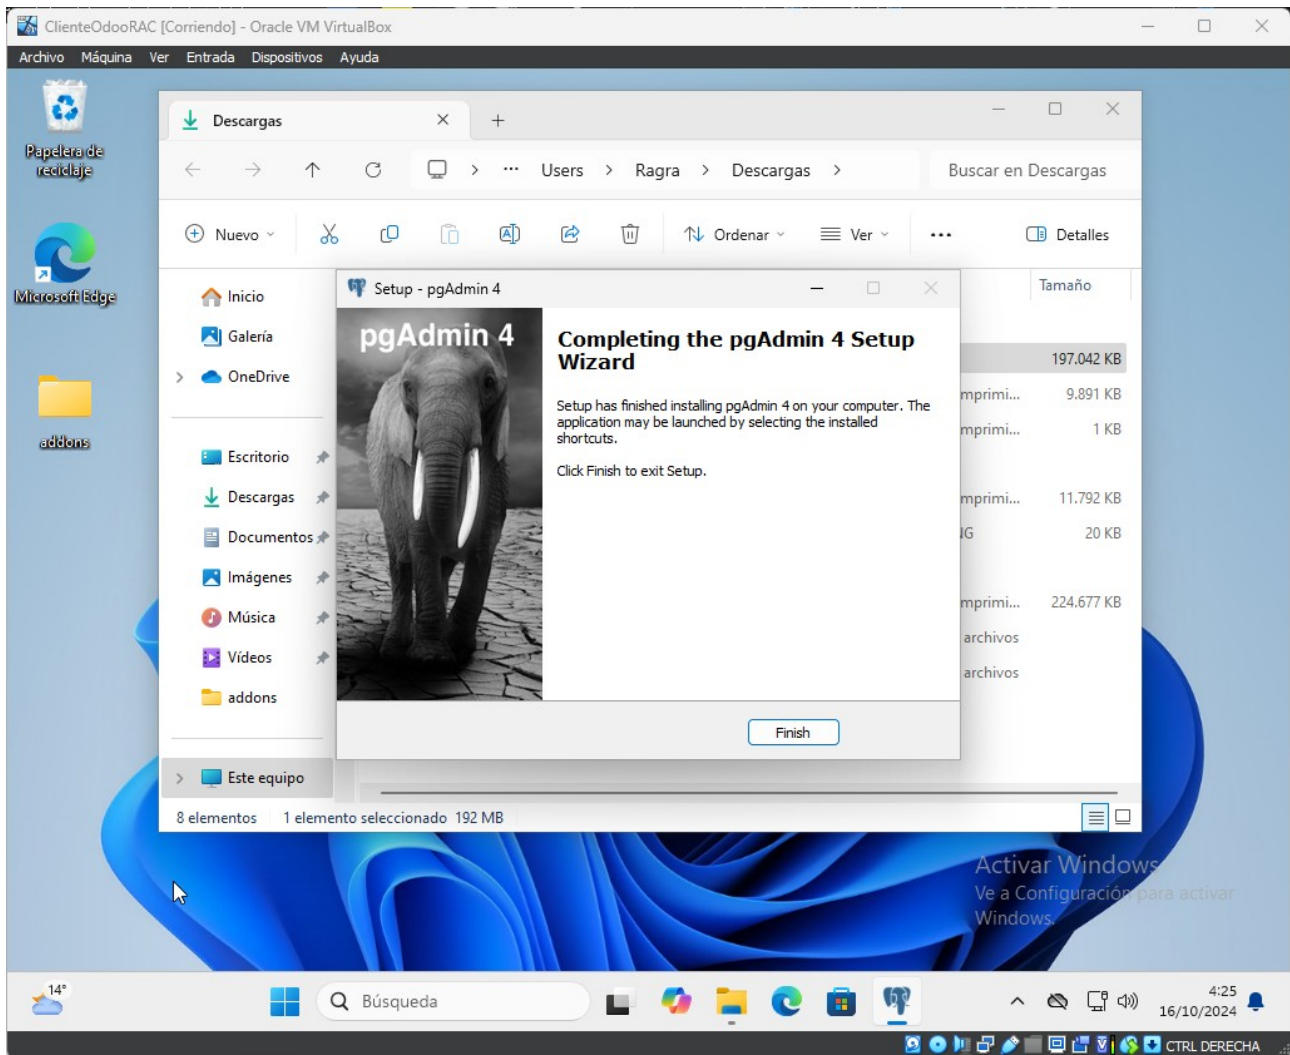 ClienteOdooRAC [Corriendo] - Oracle VM VirtualBox
Archivo Máquina Ver Entrada Dispositivos Ayuda
Papelera de
reciclaje
Microsoft Edge
addons
Descargas
Users > Ragra > Descargas >
Buscar en Descargas
Nuevo
Ordenar
Ver
Detalles
Inicio
Galería
OneDrive
Escritorio
Descargas
Documentos
Imágenes
Música
Vídeos
addons
Este equipo
Tamaño
197.042 KB
mprimi... 9.891 KB
mprimi... 1 KB
mprimi... 11.792 KB
IG 20 KB
mprimi... 224.677 KB
archivos
archivos
Setup - pgAdmin 4
pgAdmin 4
Completing the pgAdmin 4 Setup
Wizard
Setup has finished installing pgAdmin 4 on your computer. The
application may be launched by selecting the installed
shortcuts.
Click Finish to exit Setup.
Finish
8 elementos 1 elemento seleccionado 192 MB
Activar Windows
Ve a Configuración para activar
Windows.
14°
Búsqueda
4:25
16/10/2024
CTRL DERECHA